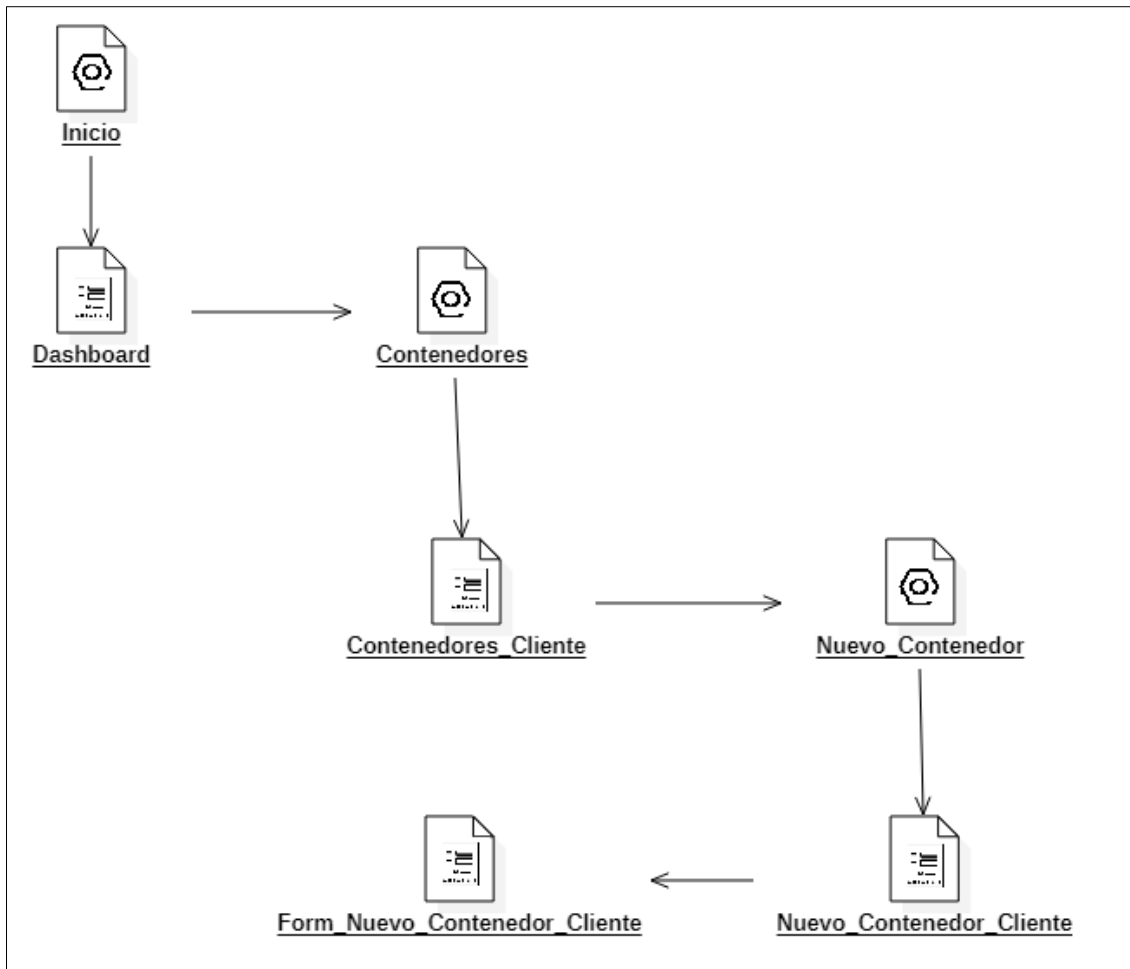 Inicio
Dashboard
Contenedores
Contenedores_Cliente
Nuevo_Contenedor
Form_Nuevo_Contenedor_Cliente
Nuevo_Contenedor_Cliente